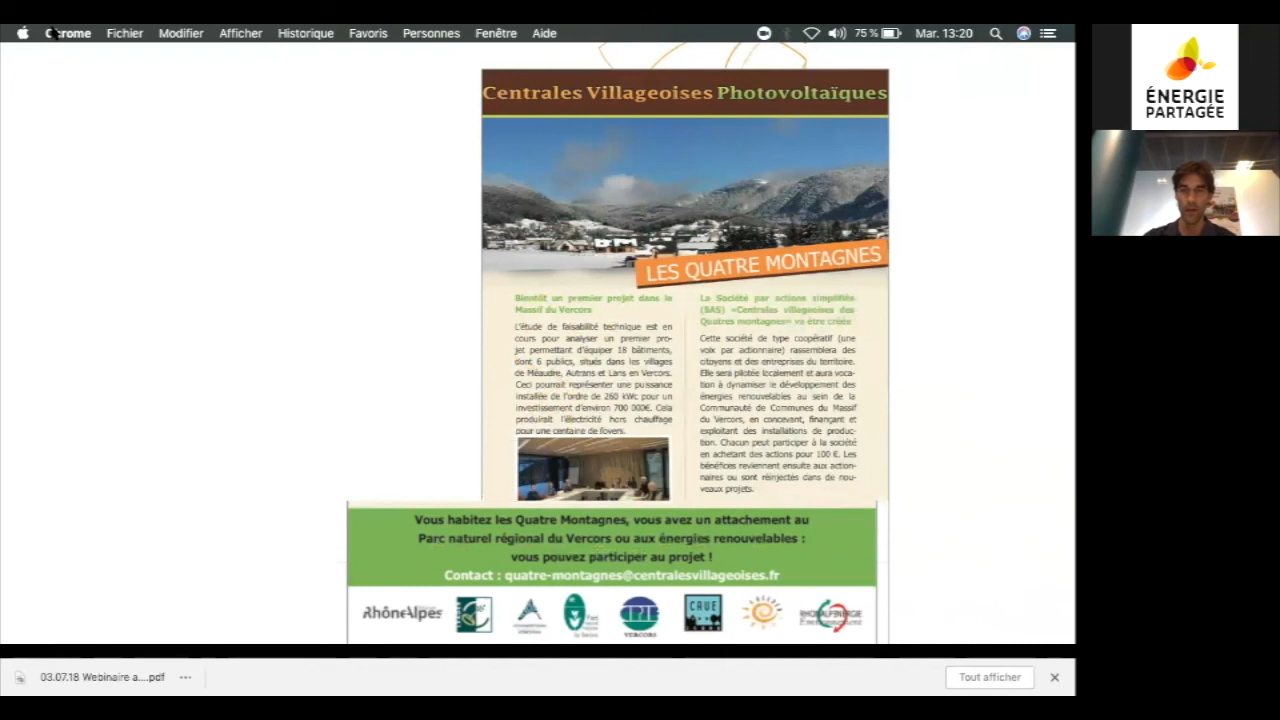 Chrome Fichier Modifier Afficher Historique Favoris Personnes Fenêtre Aide 75 % Mar. 13:20
ÉNERGIE
PARTAGÉE
Centrales Villageoises Photovoltaïques
LES QUATRE MONTAGNES
Bientôt un premier projet dans le
Massif du Vercors
L'étude de faisabilité technique est en
cours pour analyser un premier pro-
jet permettant d'équiper 18 bâtiments,
dont 6 publics, situés dans les villages
de Méaudre, Autrans et Lans en Vercors.
Ceci pourrait représenter une puissance
installée de l'ordre de 260 kWc pour un
investissement d'environ 700 000€. Cela
produirait l'électricité hors chauffage
pour une centaine de foyers.
La Société par actions simplifiée
(SAS) «Centrales villageoises des
Quatres montagnes» va être créée
Cette société de type coopératif (une
voix par actionnaire) rassemblera des
citoyens et des entreprises du territoire.
Elle sera pilotée localement et aura voca-
tion à dynamiser le développement des
énergies renouvelables au sein de la
Communauté de Communes du Massif
du Vercors, en concevant, finançant et
exploitant des installations de produc-
tion. Chacun peut participer à la société
en achetant des actions pour 100 €. Les
bénéfices reviennent ensuite aux action-
naires ou sont réinjectés dans de nou-
veaux projets.
Vous habitez les Quatre Montagnes, vous avez un attachement au
Parc naturel régional du Vercors ou aux énergies renouvelables :
vous pouvez participer au projet !
Contact : quatre-montagnes@centralesvillageoises.fr
RhôneAlpes
CPIE
VERCORS
CAUE
RHONALPENERGIE
Environnement
03.07.18 Webinaire a....pdf
Tout afficher